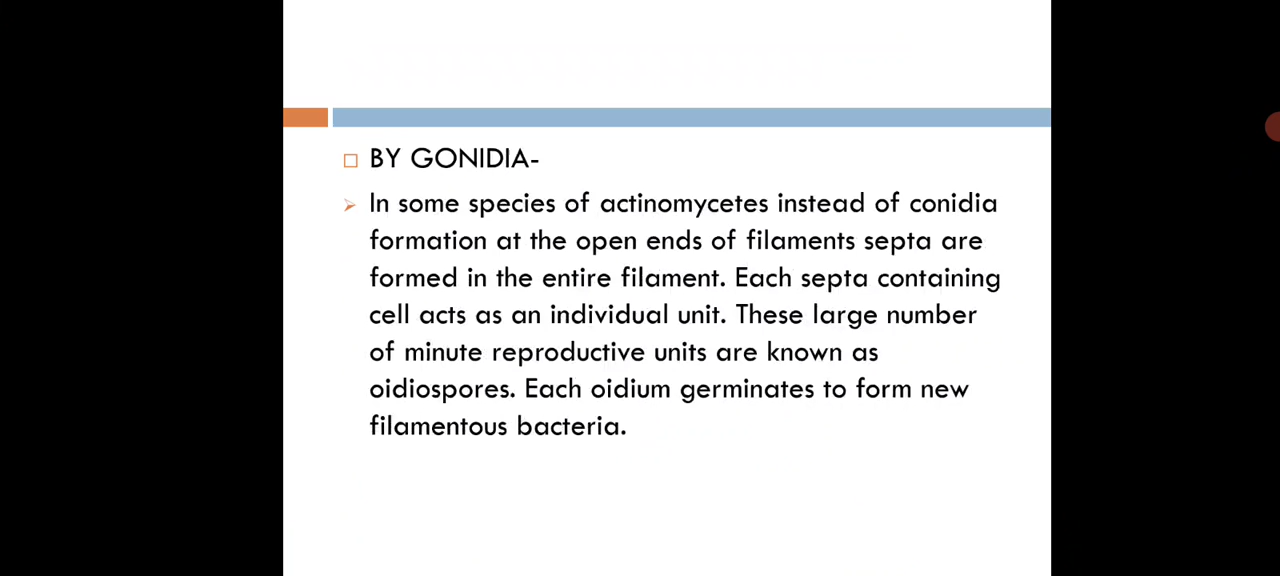 BY GONIDIA-
In some species of actinomycetes instead of conidia
formation at the open ends of filaments septa are
formed in the entire filament. Each septa containing
cell acts as an individual unit. These large number
of minute reproductive units are known as
oidiospores. Each oidium germinates to form new
filamentous bacteria.